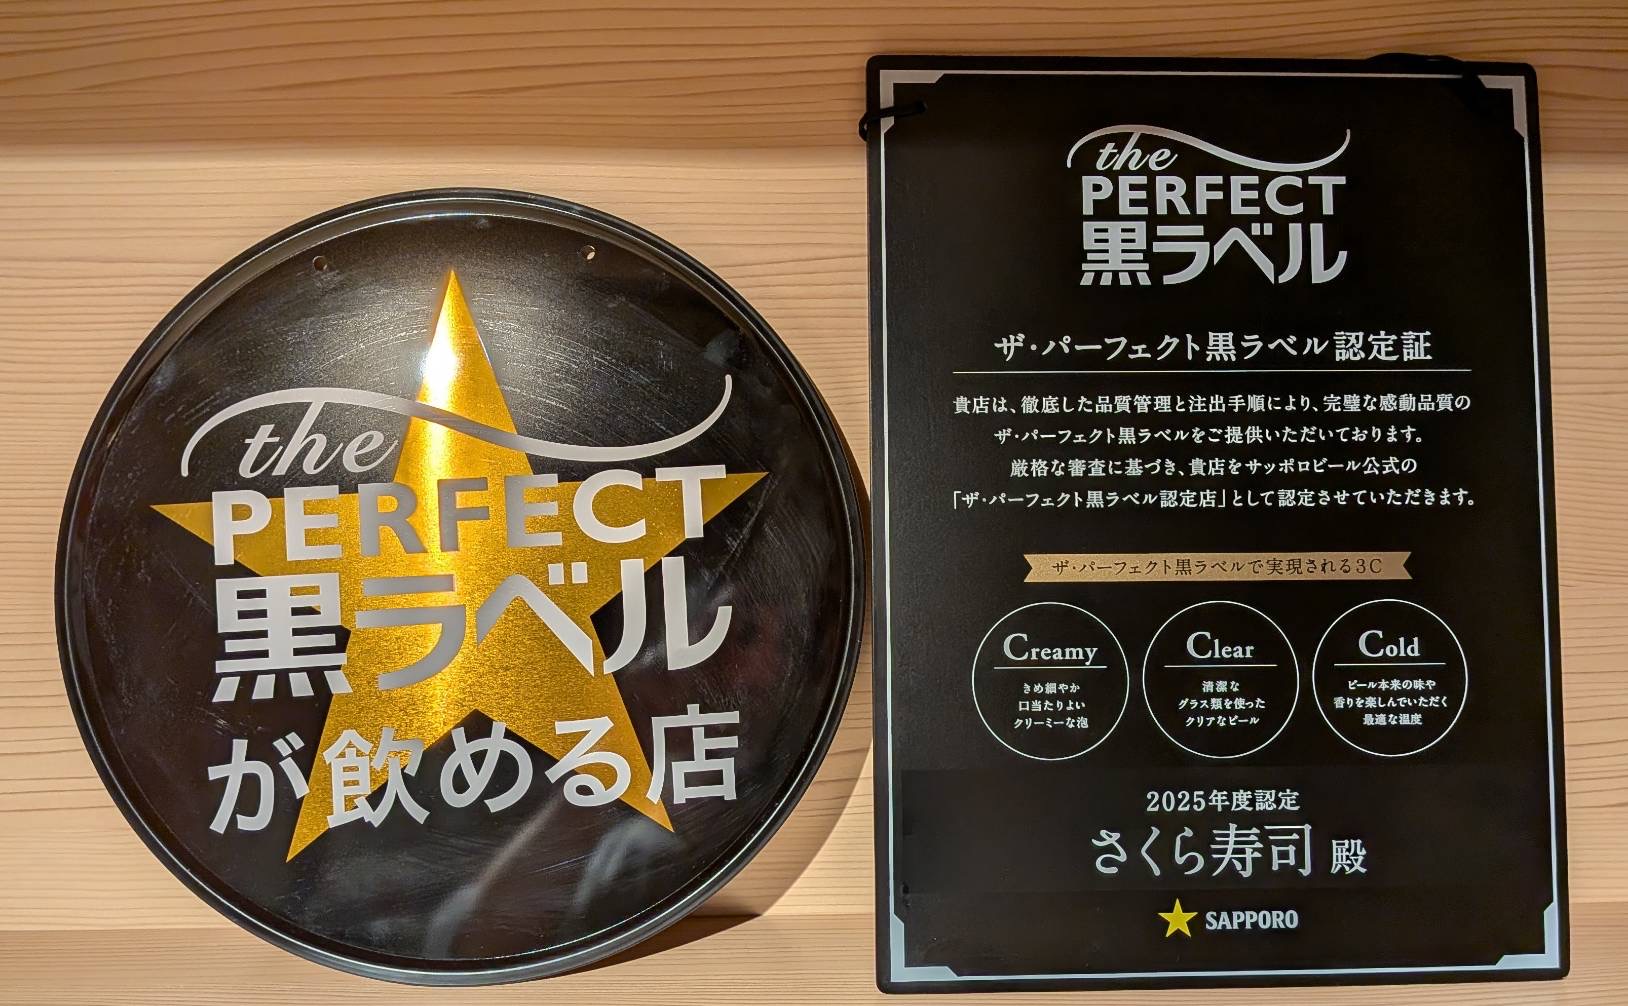 the
PERFECT
黒ラベル
が飲める店
the
PERFECT
黒ラベル
ザ・パーフェクト黒ラベル認定証
貴店は、徹底した品質管理と注出手順により、完璧な感動品質の
ザ・パーフェクト黒ラベルをご提供いただいております。
厳格な審査に基づき、貴店をサッポロビール公式の
「ザ・パーフェクト黒ラベル認定店」として認定させていただきます。
ザ・パーフェクト黒ラベルで実現される3C
Creamy
きめ細やか
口当たりよい
クリーミーな泡
Clear
清潔な
グラス類を使った
クリアなビール
Cold
ビール本来の味や
香りを楽しんでいただく
最適な温度
2025年度認定
さくら寿司 殿
SAPPORO